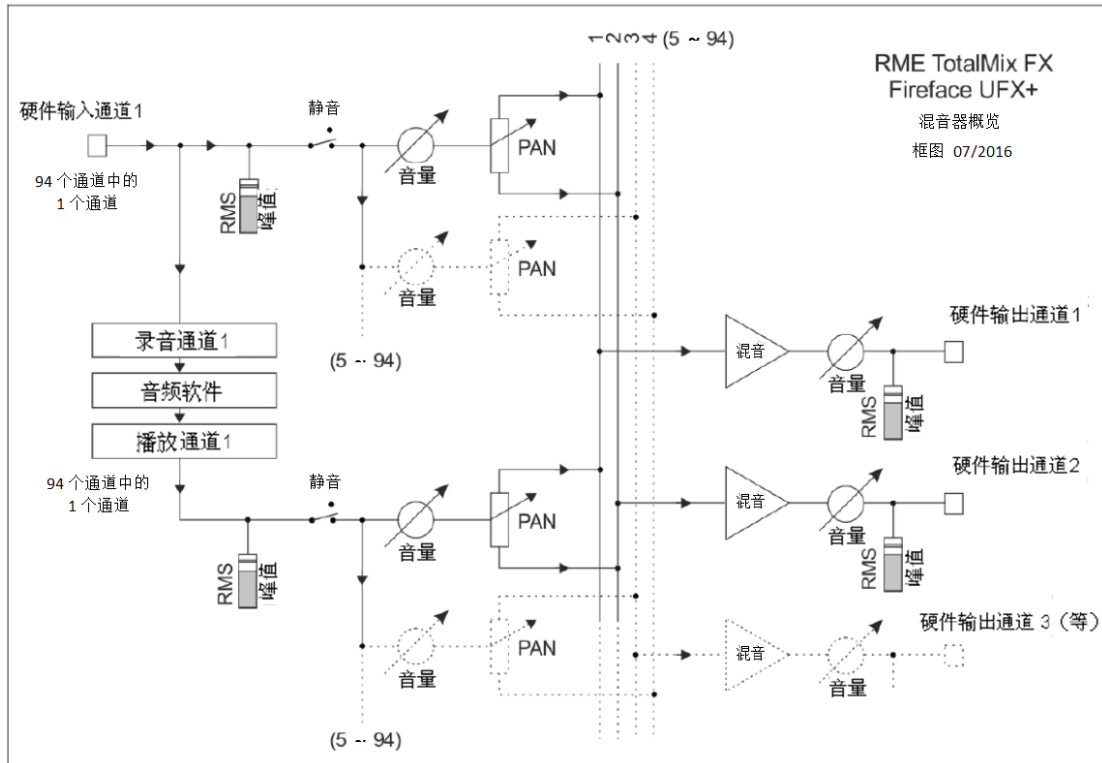 1 2 3 4 (5 ~ 94)
RME TotalMix FX
Fireface UFX+
混音器概览
框图 07/2016
硬件输入通道1
94 个通道中的
1 个通道
RMS
峰值
静音
音量
PAN
音量
PAN
(5 ~ 94)
录音通道1
音频软件
播放通道1
94 个通道中的
1 个通道
RMS
峰值
静音
音量
PAN
音量
PAN
(5 ~ 94)
混音
音量
RMS
峰值
硬件输出通道1
混音
音量
RMS
峰值
硬件输出通道2
混音
音量
硬件输出通道 3（等）